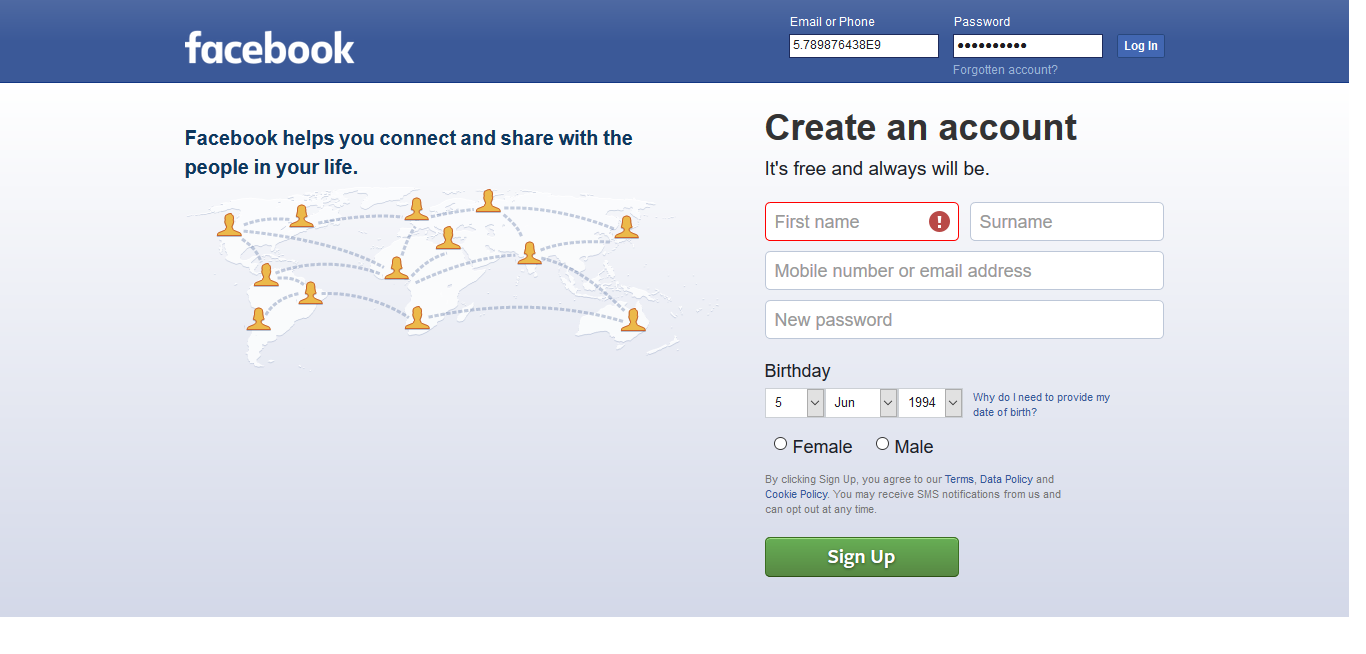 facebook
Email or Phone
Password
5.789876438E9
••••••••••
Log In
Forgotten account?
Facebook helps you connect and share with the
people in your life.
Create an account
It's free and always will be.
First name
Surname
Mobile number or email address
New password
Birthday
5 Jun 1994
Why do I need to provide my
date of birth?
Female Male
By clicking Sign Up, you agree to our Terms, Data Policy and
Cookie Policy. You may receive SMS notifications from us and
can opt out at any time.
Sign Up